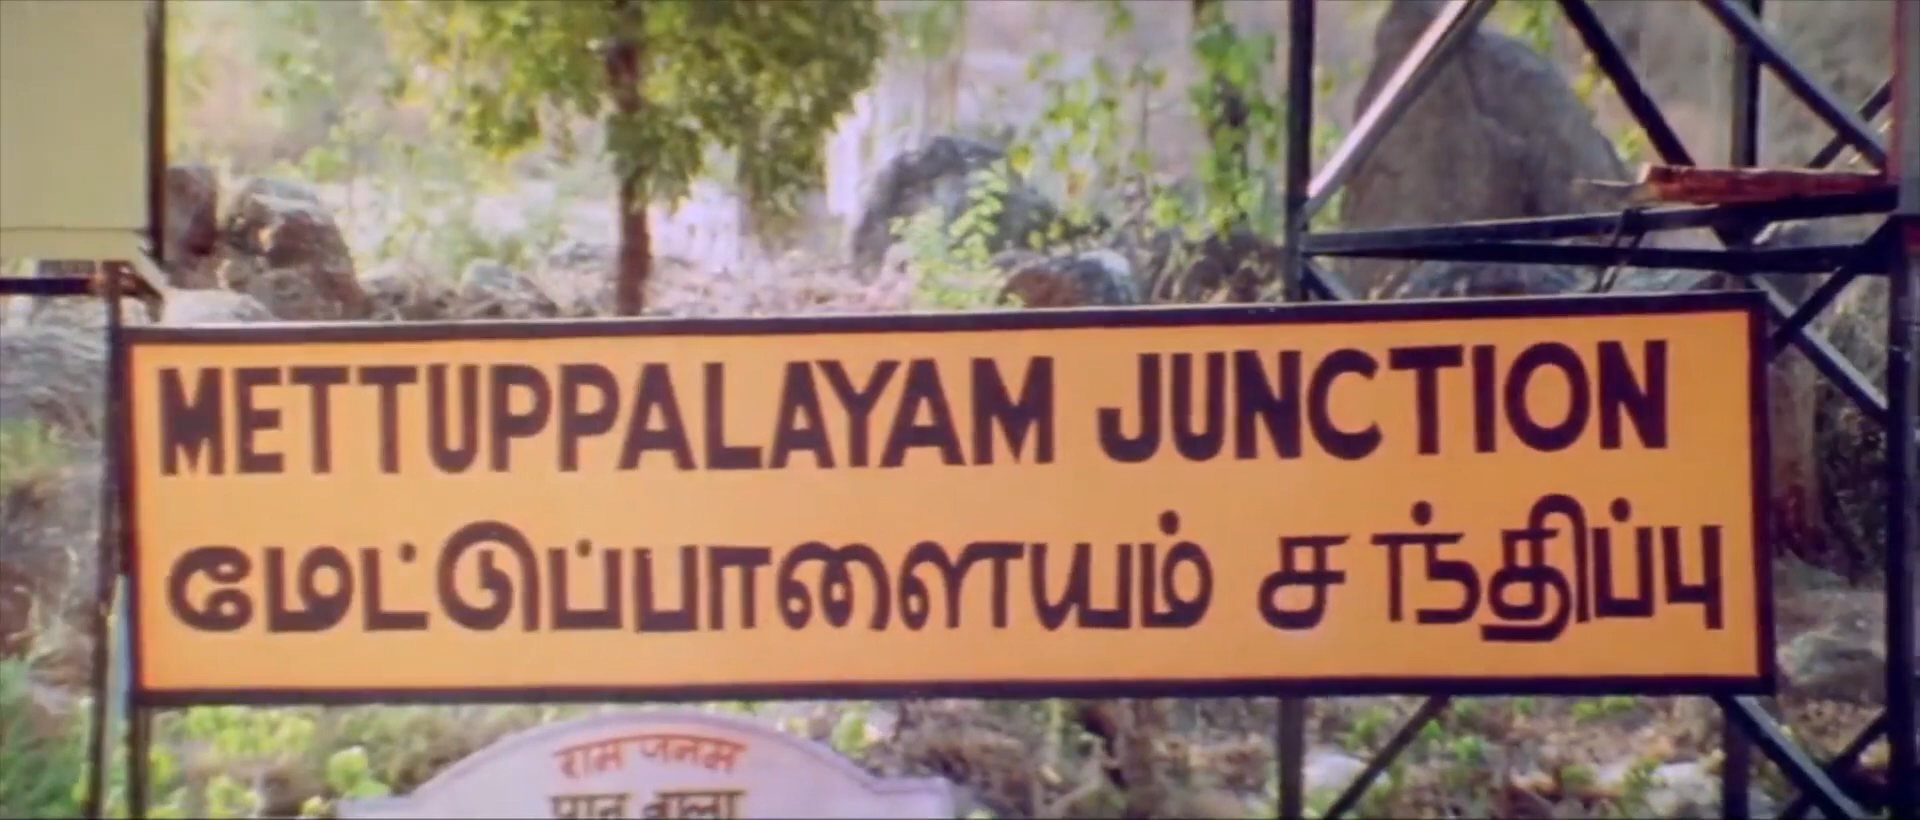 METTUPPALAYAM JUNCTION
மேட்டுப்பாளையம் சந்திப்பு
राम जनम
पान वाला